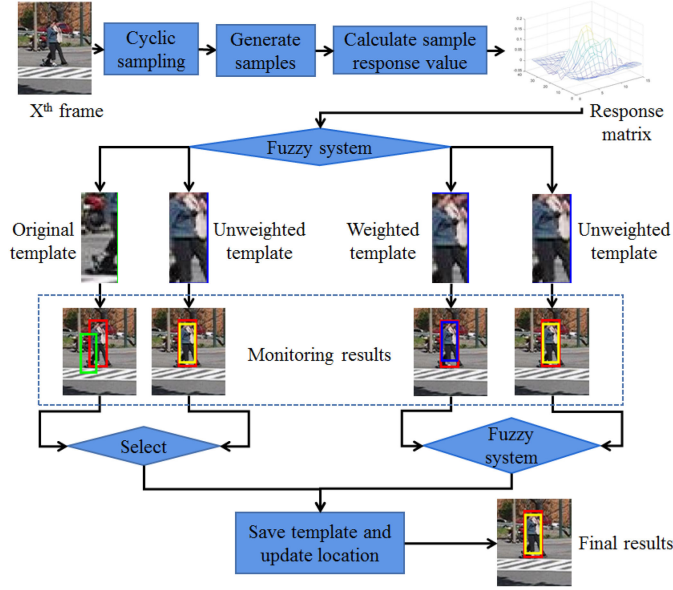 Cyclic
sampling
Generate
samples
Calculate sample
response value
Xth frame
Response
matrix
Fuzzy system
Original
template
Unweighted
template
Weighted
template
Unweighted
template
Monitoring results
Select
Fuzzy
system
Save template and
update location
Final results